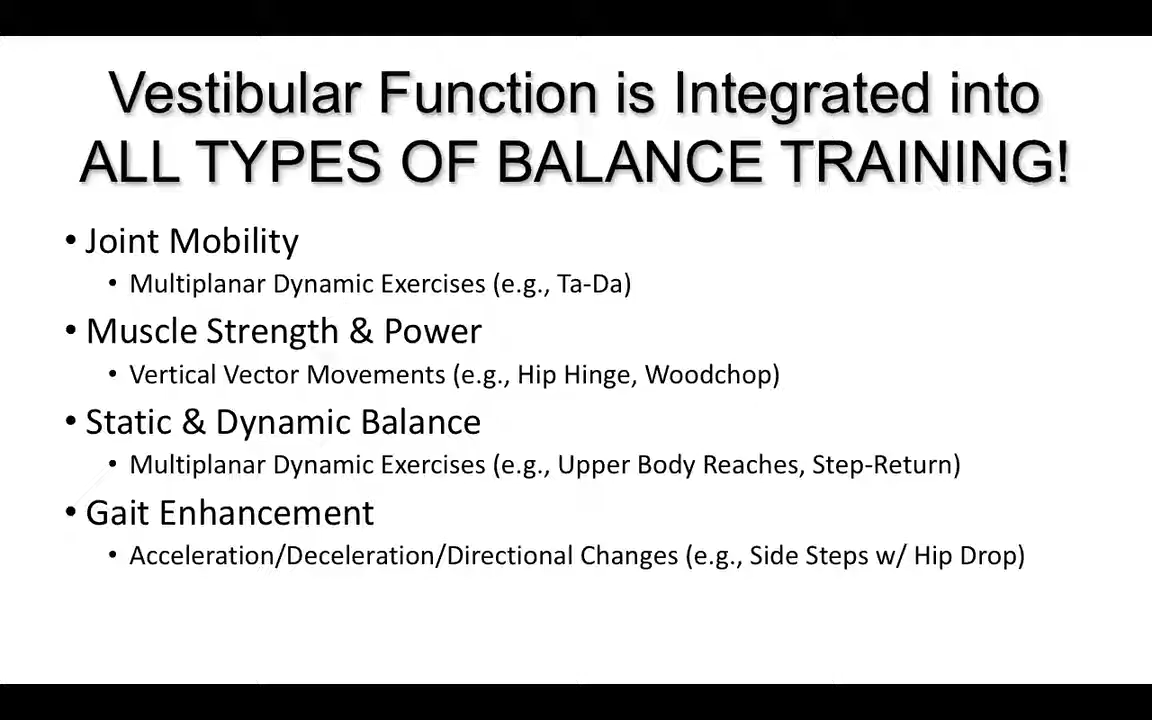 Vestibular Function is Integrated into
ALL TYPES OF BALANCE TRAINING!
• Joint Mobility
• Multiplanar Dynamic Exercises (e.g., Ta-Da)
• Muscle Strength & Power
• Vertical Vector Movements (e.g., Hip Hinge, Woodchop)
• Static & Dynamic Balance
• Multiplanar Dynamic Exercises (e.g., Upper Body Reaches, Step-Return)
• Gait Enhancement
• Acceleration/Deceleration/Directional Changes (e.g., Side Steps w/ Hip Drop)